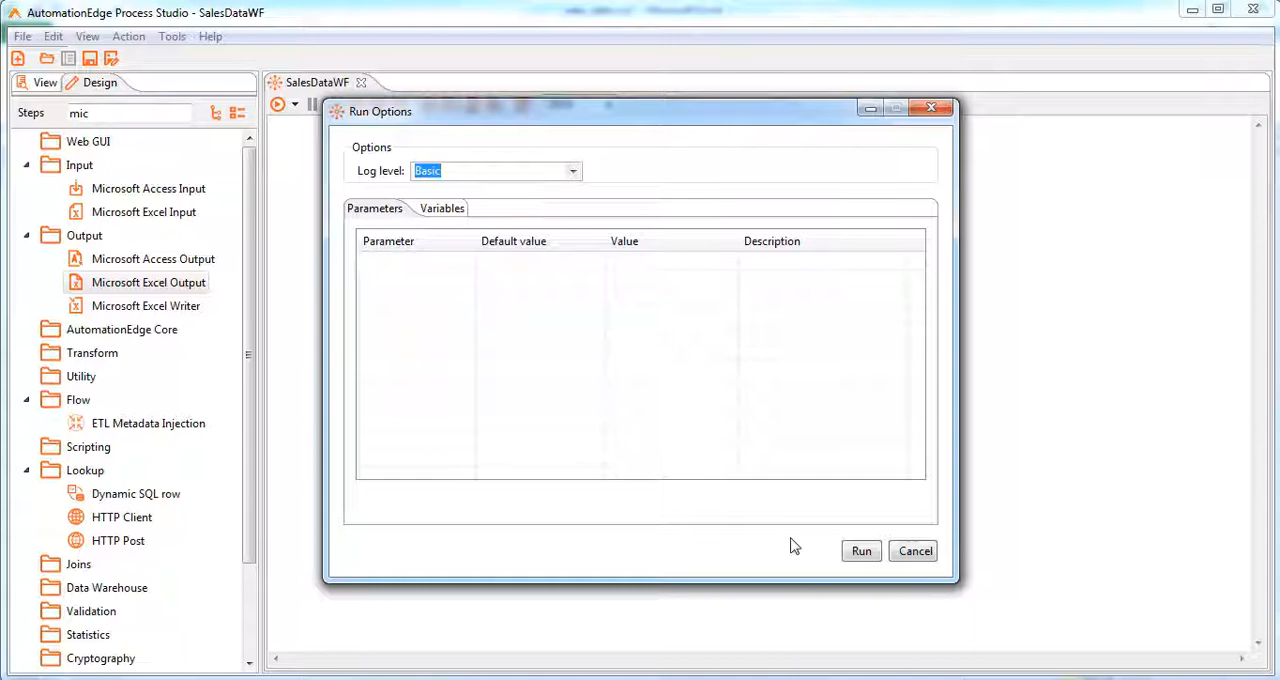 AutomationEdge Process Studio - SalesDataWF
File Edit View Action Tools Help
View Design
SalesDataWF
Steps mic
Web GUI
Input
Microsoft Access Input
Microsoft Excel Input
Output
Microsoft Access Output
Microsoft Excel Output
Microsoft Excel Writer
AutomationEdge Core
Transform
Utility
Flow
ETL Metadata Injection
Scripting
Lookup
Dynamic SQL row
HTTP Client
HTTP Post
Joins
Data Warehouse
Validation
Statistics
Cryptography
Run Options
Options
Log level: Basic
Parameters Variables
Parameter Default value Value Description
Run Cancel